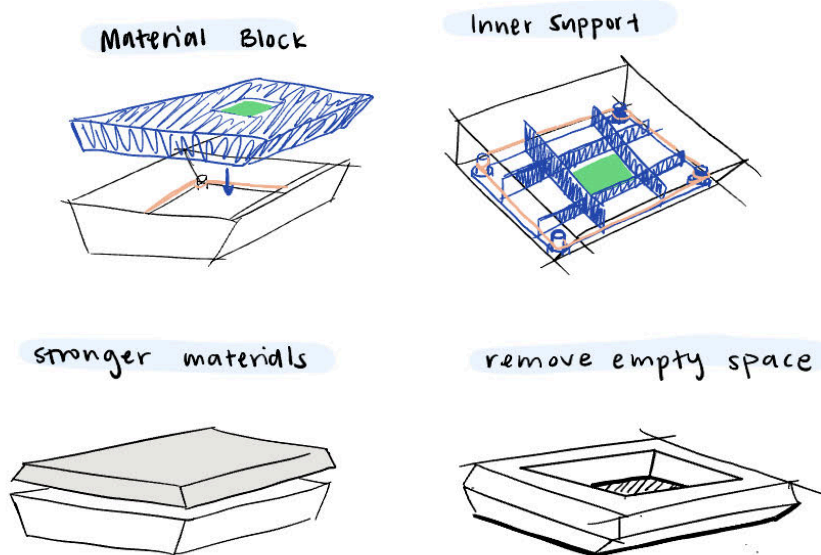 Material Block
Inner Support
stronger materials
remove empty space